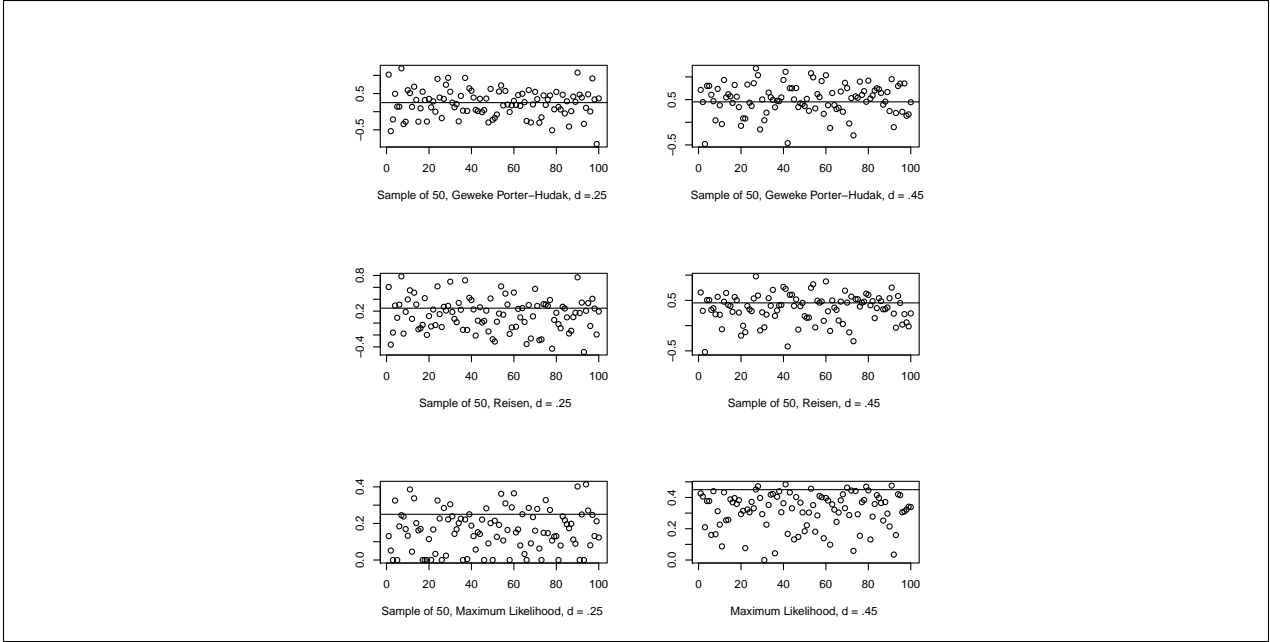 0.5
−0.5
0 20 40 60 80 100
Sample of 50, Geweke Porter−Hudak, d =.25
0.5
−0.5
0 20 40 60 80 100
Sample of 50, Geweke Porter−Hudak, d = .45
0.8
0.2
−0.4
0 20 40 60 80 100
Sample of 50, Reisen, d = .25
0.5
−0.5
0 20 40 60 80 100
Sample of 50, Reisen, d = .45
0.4
0.2
0.0
0 20 40 60 80 100
Sample of 50, Maximum Likelihood, d = .25
0.4
0.2
0.0
0 20 40 60 80 100
Maximum Likelihood, d = .45